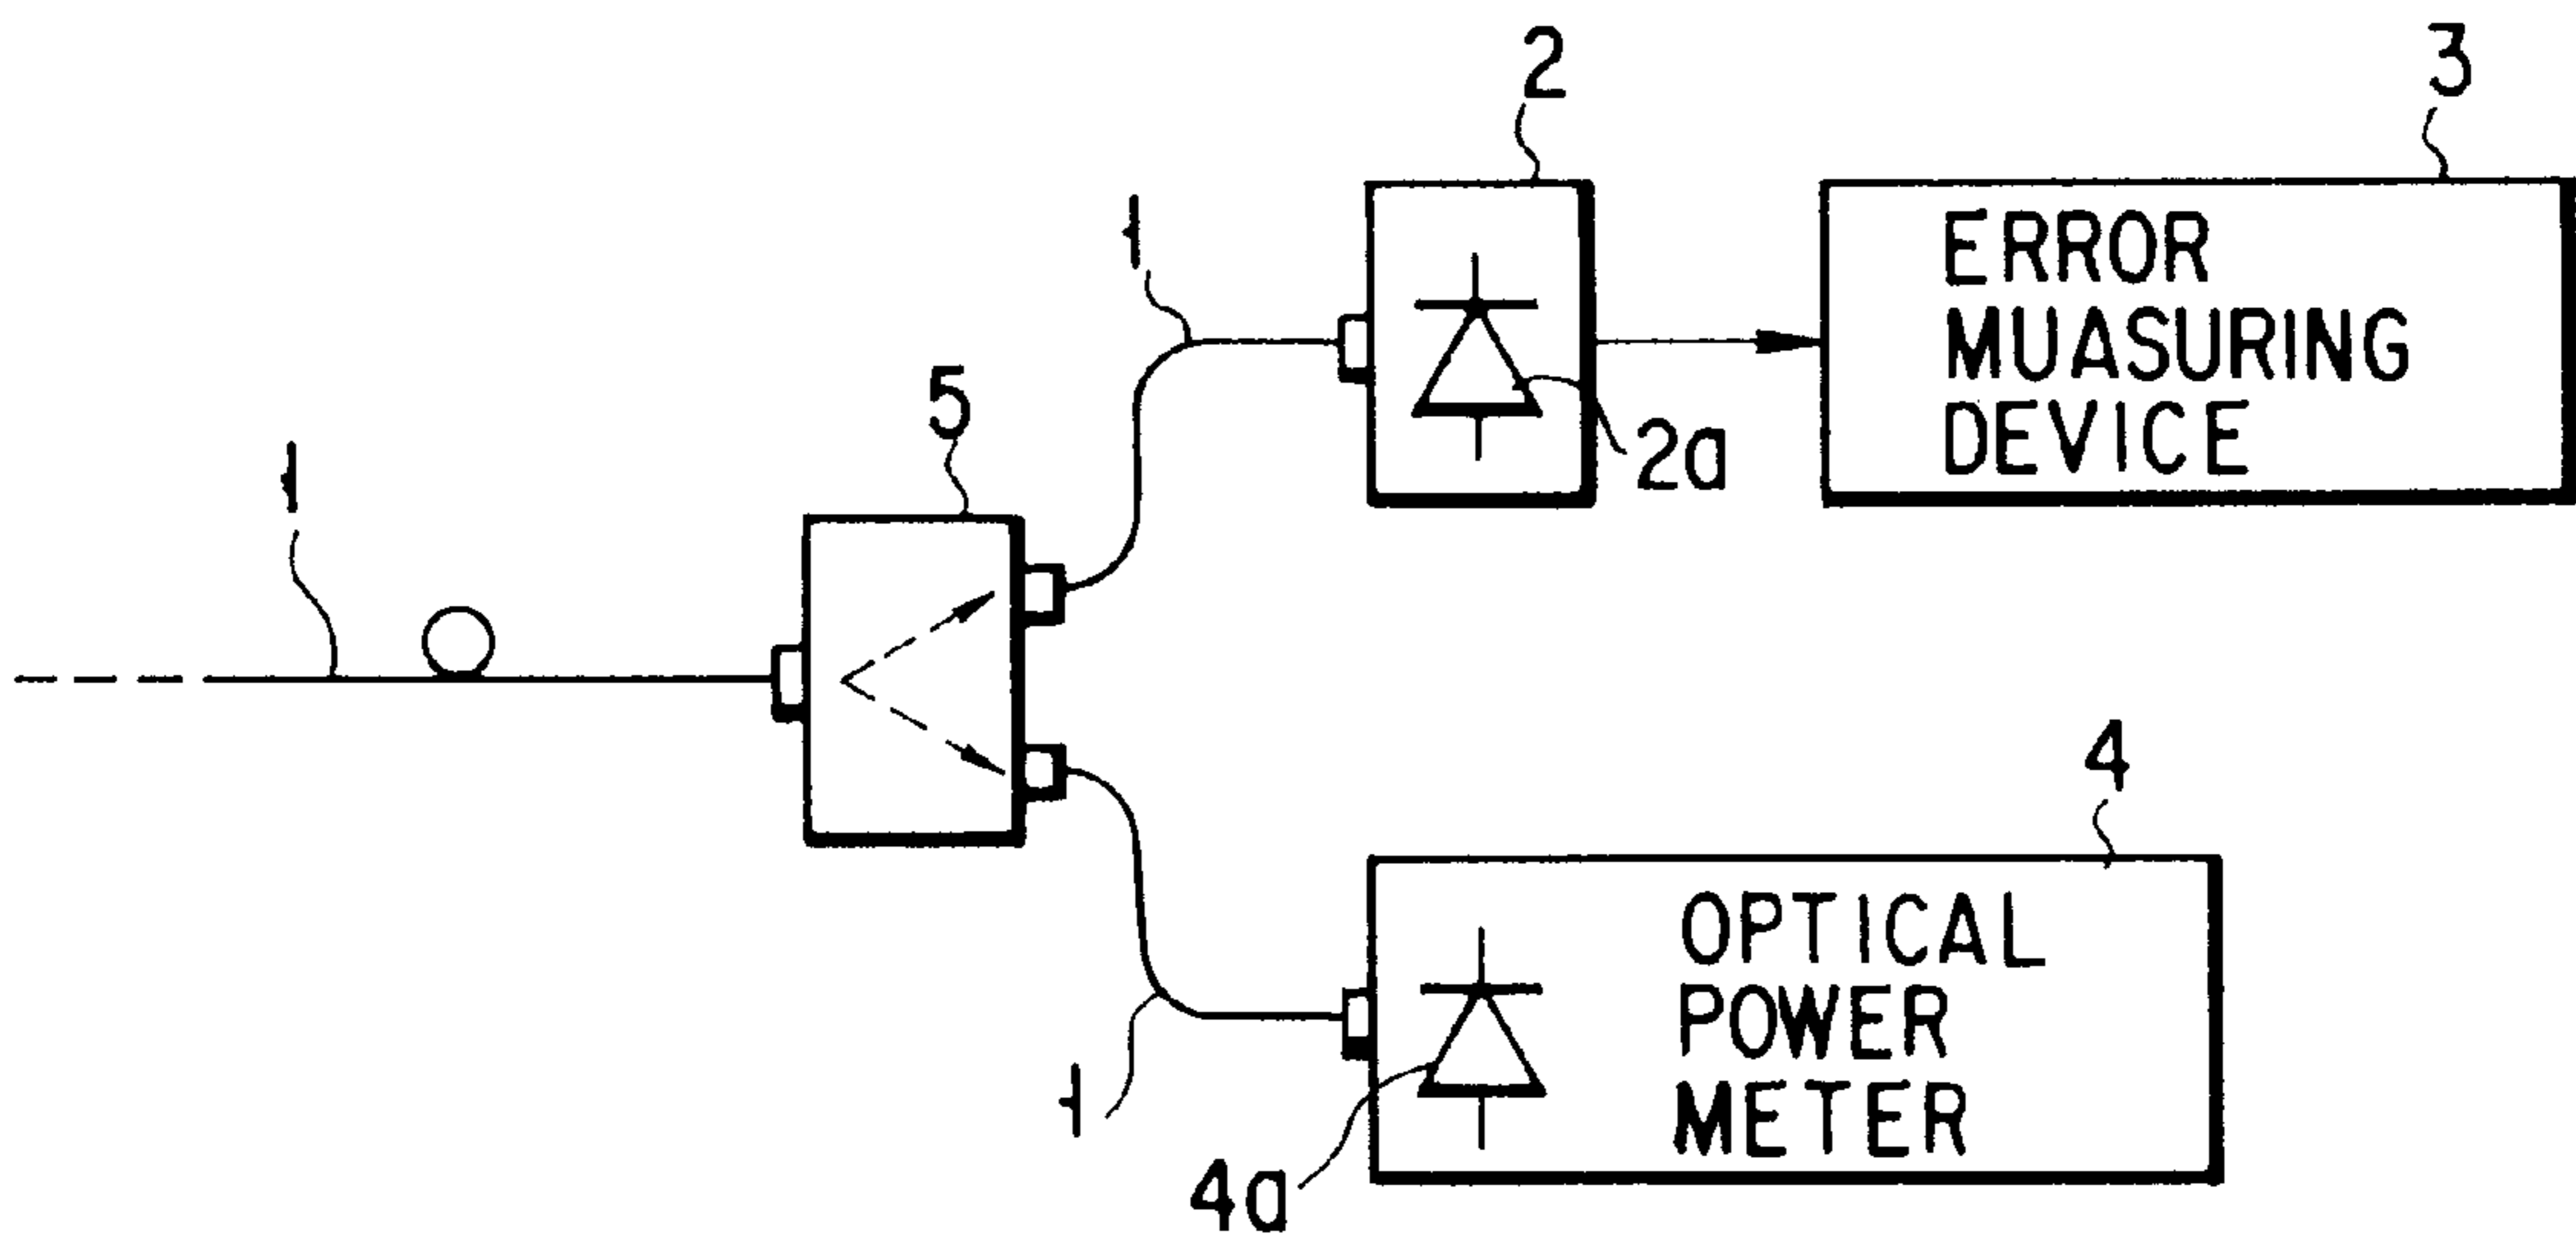 2
3
1
ERROR
MUASURING
DEVICE
5
2a
1
4
OPTICAL
POWER
METER
1
4a